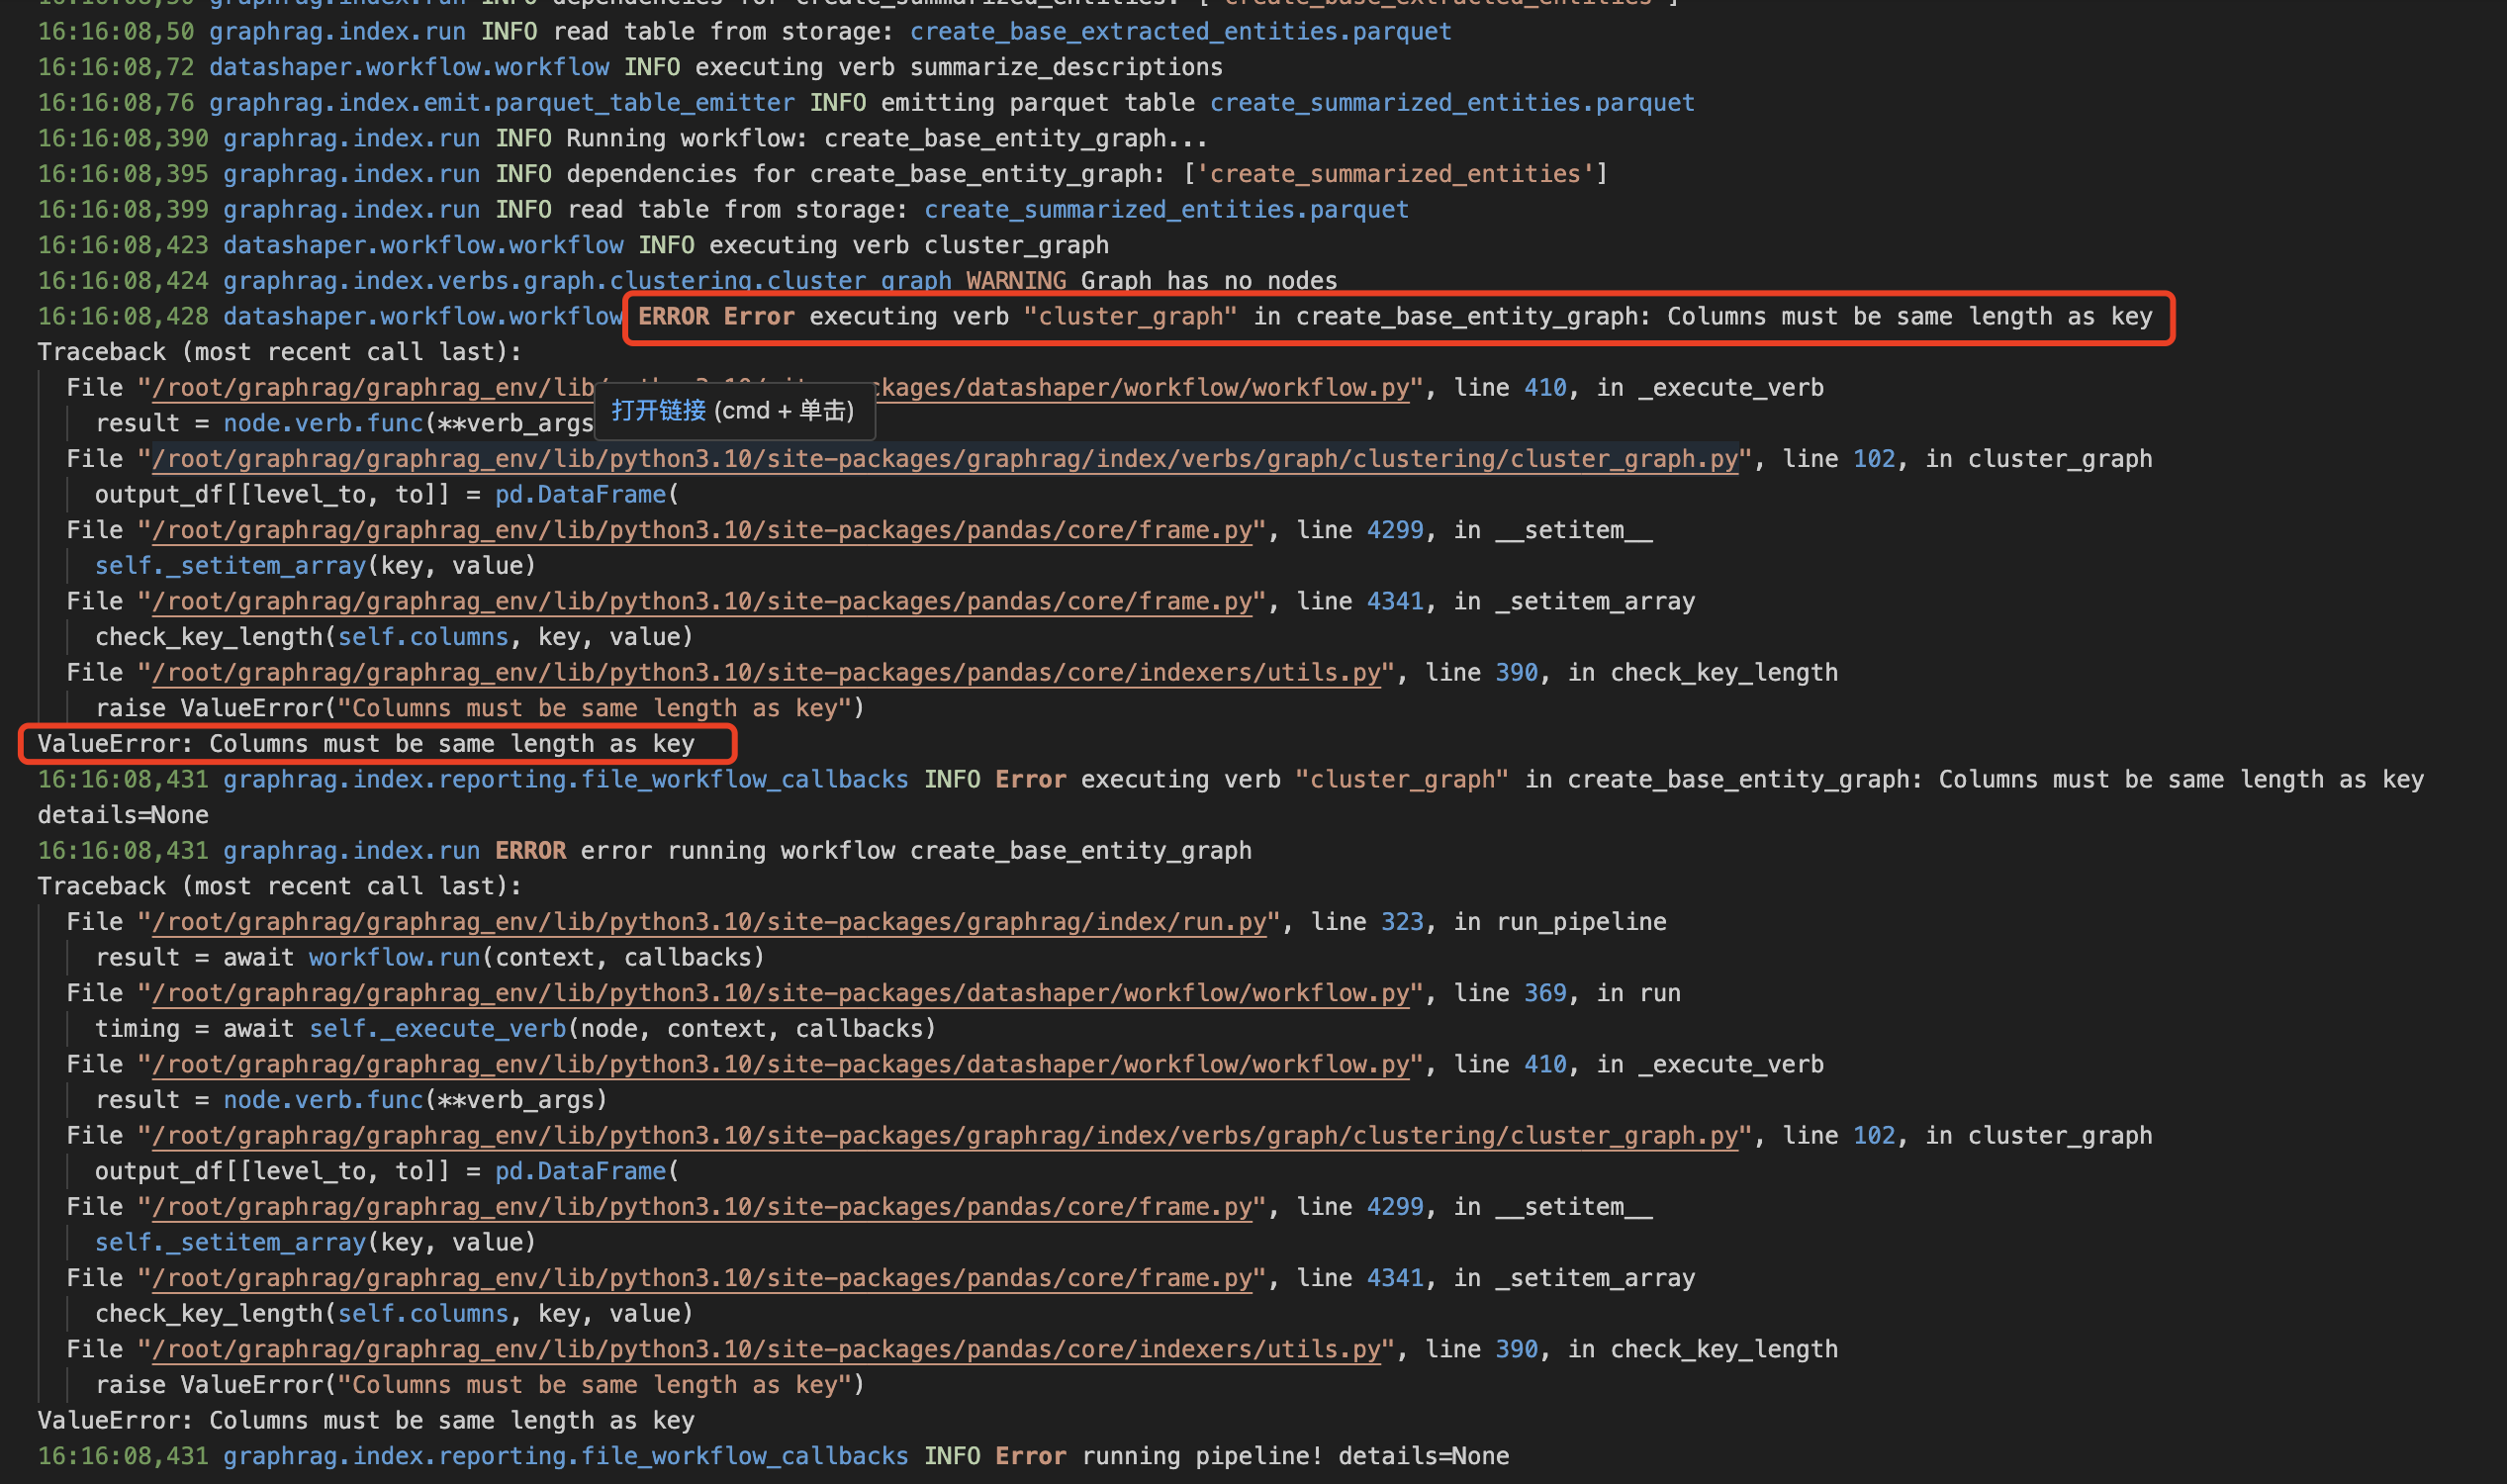 graphrag.index.run INFO dependencies for create_summarized_entities: ['create_base_extracted_entities']
16:16:08,50 graphrag.index.run INFO read table from storage: create_base_extracted_entities.parquet
16:16:08,72 datashaper.workflow.workflow INFO executing verb summarize_descriptions
16:16:08,76 graphrag.index.emit.parquet_table_emitter INFO emitting parquet table create_summarized_entities.parquet
16:16:08,390 graphrag.index.run INFO Running workflow: create_base_entity_graph...
16:16:08,395 graphrag.index.run INFO dependencies for create_base_entity_graph: ['create_summarized_entities']
16:16:08,399 graphrag.index.run INFO read table from storage: create_summarized_entities.parquet
16:16:08,423 datashaper.workflow.workflow INFO executing verb cluster_graph
16:16:08,424 graphrag.index.verbs.graph.clustering.cluster_graph WARNING Graph has no nodes
16:16:08,428 datashaper.workflow.workflow ERROR Error executing verb "cluster_graph" in create_base_entity_graph: Columns must be same length as key
Traceback (most recent call last):
File "/root/graphrag/graphrag_env/lib/python3.10/site-packages/datashaper/workflow/workflow.py", line 410, in _execute_verb
打开链接 (cmd + 单击)
result = node.verb.func(**verb_args
File "/root/graphrag/graphrag_env/lib/python3.10/site-packages/graphrag/index/verbs/graph/clustering/cluster_graph.py", line 102, in cluster_graph
output_df[[level_to, to]] = pd.DataFrame(
File "/root/graphrag/graphrag_env/lib/python3.10/site-packages/pandas/core/frame.py", line 4299, in __setitem__
self._setitem_array(key, value)
File "/root/graphrag/graphrag_env/lib/python3.10/site-packages/pandas/core/frame.py", line 4341, in _setitem_array
check_key_length(self.columns, key, value)
File "/root/graphrag/graphrag_env/lib/python3.10/site-packages/pandas/core/indexers/utils.py", line 390, in check_key_length
raise ValueError("Columns must be same length as key")
ValueError: Columns must be same length as key
16:16:08,431 graphrag.index.reporting.file_workflow_callbacks INFO Error executing verb "cluster_graph" in create_base_entity_graph: Columns must be same length as key
details=None
16:16:08,431 graphrag.index.run ERROR error running workflow create_base_entity_graph
Traceback (most recent call last):
File "/root/graphrag/graphrag_env/lib/python3.10/site-packages/graphrag/index/run.py", line 323, in run_pipeline
result = await workflow.run(context, callbacks)
File "/root/graphrag/graphrag_env/lib/python3.10/site-packages/datashaper/workflow/workflow.py", line 369, in run
timing = await self._execute_verb(node, context, callbacks)
File "/root/graphrag/graphrag_env/lib/python3.10/site-packages/datashaper/workflow/workflow.py", line 410, in _execute_verb
result = node.verb.func(**verb_args)
File "/root/graphrag/graphrag_env/lib/python3.10/site-packages/graphrag/index/verbs/graph/clustering/cluster_graph.py", line 102, in cluster_graph
output_df[[level_to, to]] = pd.DataFrame(
File "/root/graphrag/graphrag_env/lib/python3.10/site-packages/pandas/core/frame.py", line 4299, in __setitem__
self._setitem_array(key, value)
File "/root/graphrag/graphrag_env/lib/python3.10/site-packages/pandas/core/frame.py", line 4341, in _setitem_array
check_key_length(self.columns, key, value)
File "/root/graphrag/graphrag_env/lib/python3.10/site-packages/pandas/core/indexers/utils.py", line 390, in check_key_length
raise ValueError("Columns must be same length as key")
ValueError: Columns must be same length as key
16:16:08,431 graphrag.index.reporting.file_workflow_callbacks INFO Error running pipeline! details=None